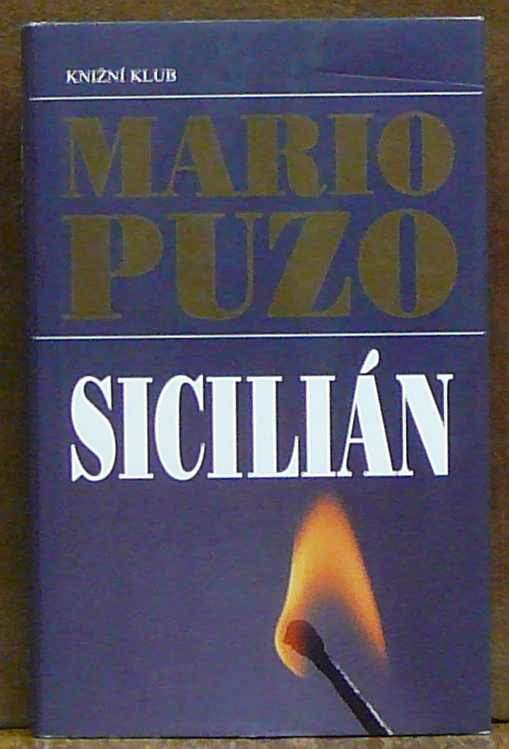 KNIŽNÍ KLUB
MARIO
PUZO
SICILIÁN